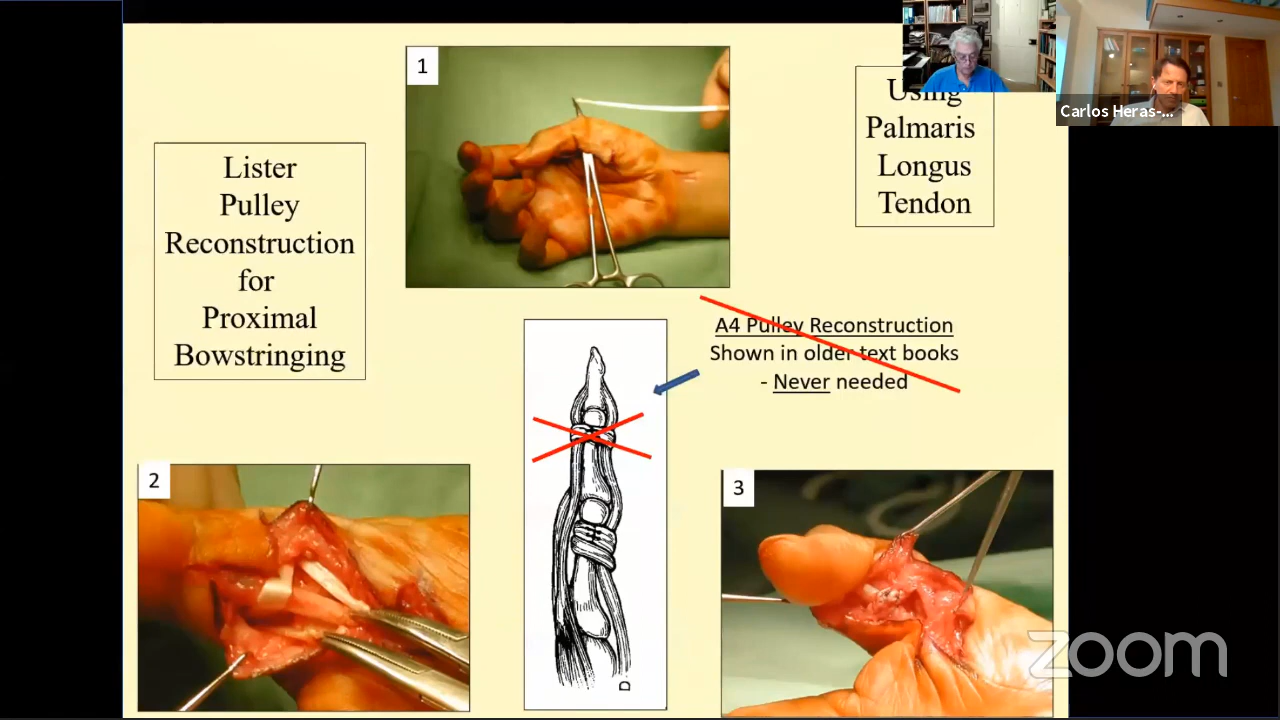 1
Using
Palmaris
Longus
Tendon
Carlos Heras-...
Lister
Pulley
Reconstruction
for
Proximal
Bowstringing
A4 Pulley Reconstruction
Shown in older text books
- Never needed
2
3
D
zoom